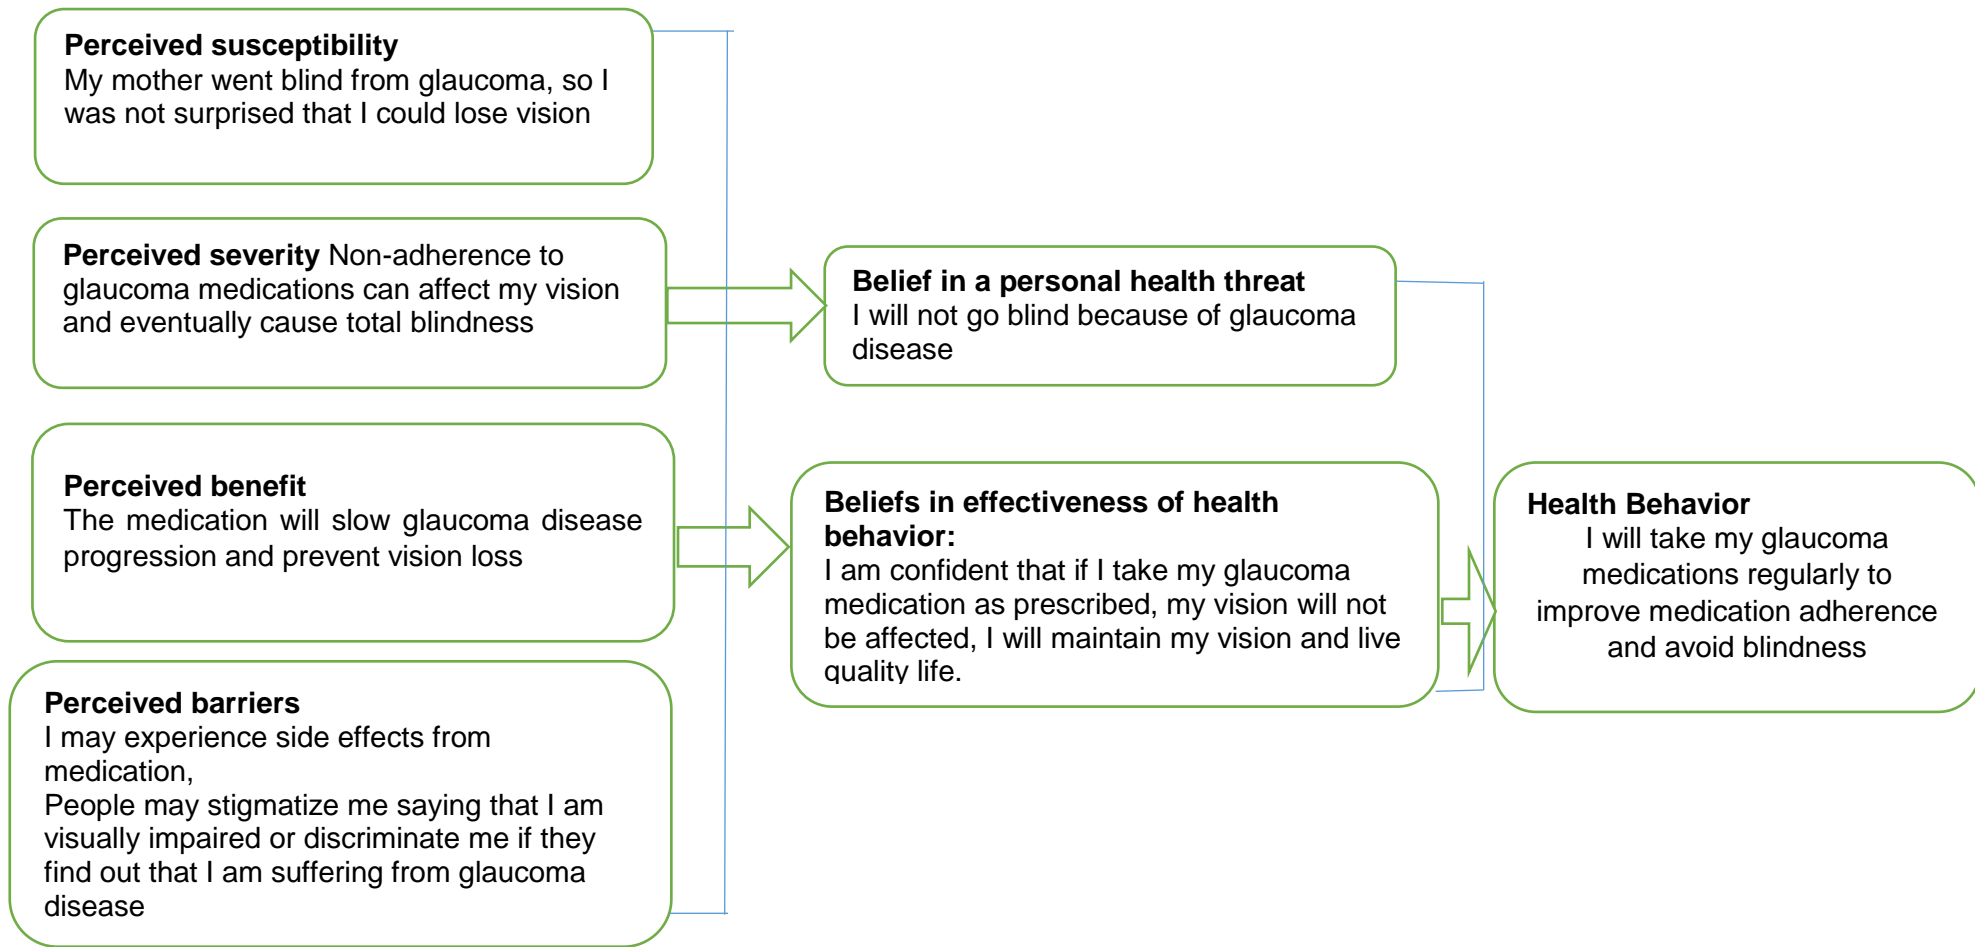 Perceived susceptibility
My mother went blind from glaucoma, so I
was not surprised that I could lose vision
Perceived severity Non-adherence to
glaucoma medications can affect my vision
and eventually cause total blindness
Perceived benefit
The medication will slow glaucoma disease
progression and prevent vision loss
Perceived barriers
I may experience side effects from
medication,
People may stigmatize me saying that I am
visually impaired or discriminate me if they
find out that I am suffering from glaucoma
disease
Belief in a personal health threat
I will not go blind because of glaucoma
disease
Beliefs in effectiveness of health
behavior:
I am confident that if I take my glaucoma
medication as prescribed, my vision will not
be affected, I will maintain my vision and live
quality life.
Health Behavior
I will take my glaucoma
medications regularly to
improve medication adherence
and avoid blindness